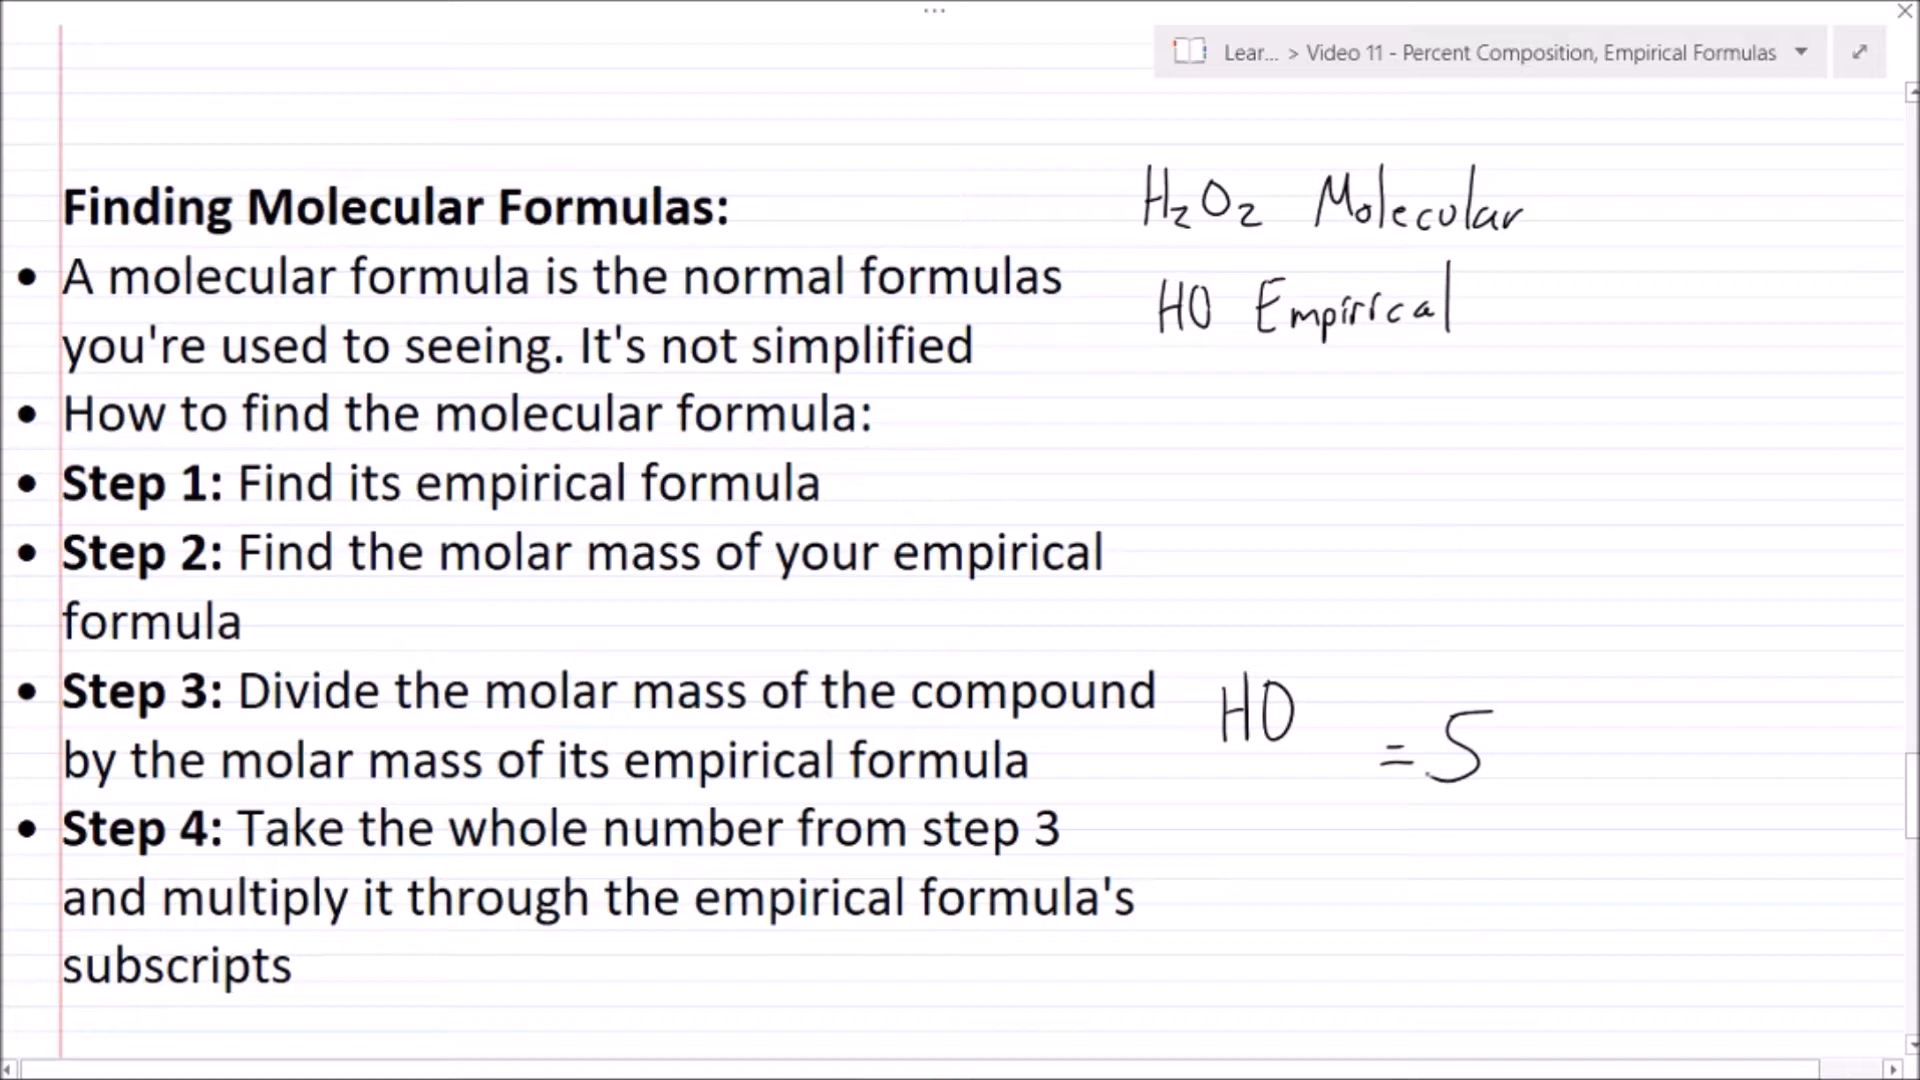 ...
Lear... > Video 11 - Percent Composition, Empirical Formulas
Finding Molecular Formulas:
H₂O₂ Molecular
• A molecular formula is the normal formulas
HO Empirical
you're used to seeing. It's not simplified
• How to find the molecular formula:
• Step 1: Find its empirical formula
• Step 2: Find the molar mass of your empirical
formula
• Step 3: Divide the molar mass of the compound
HO
by the molar mass of its empirical formula
= 5
• Step 4: Take the whole number from step 3
and multiply it through the empirical formula's
subscripts